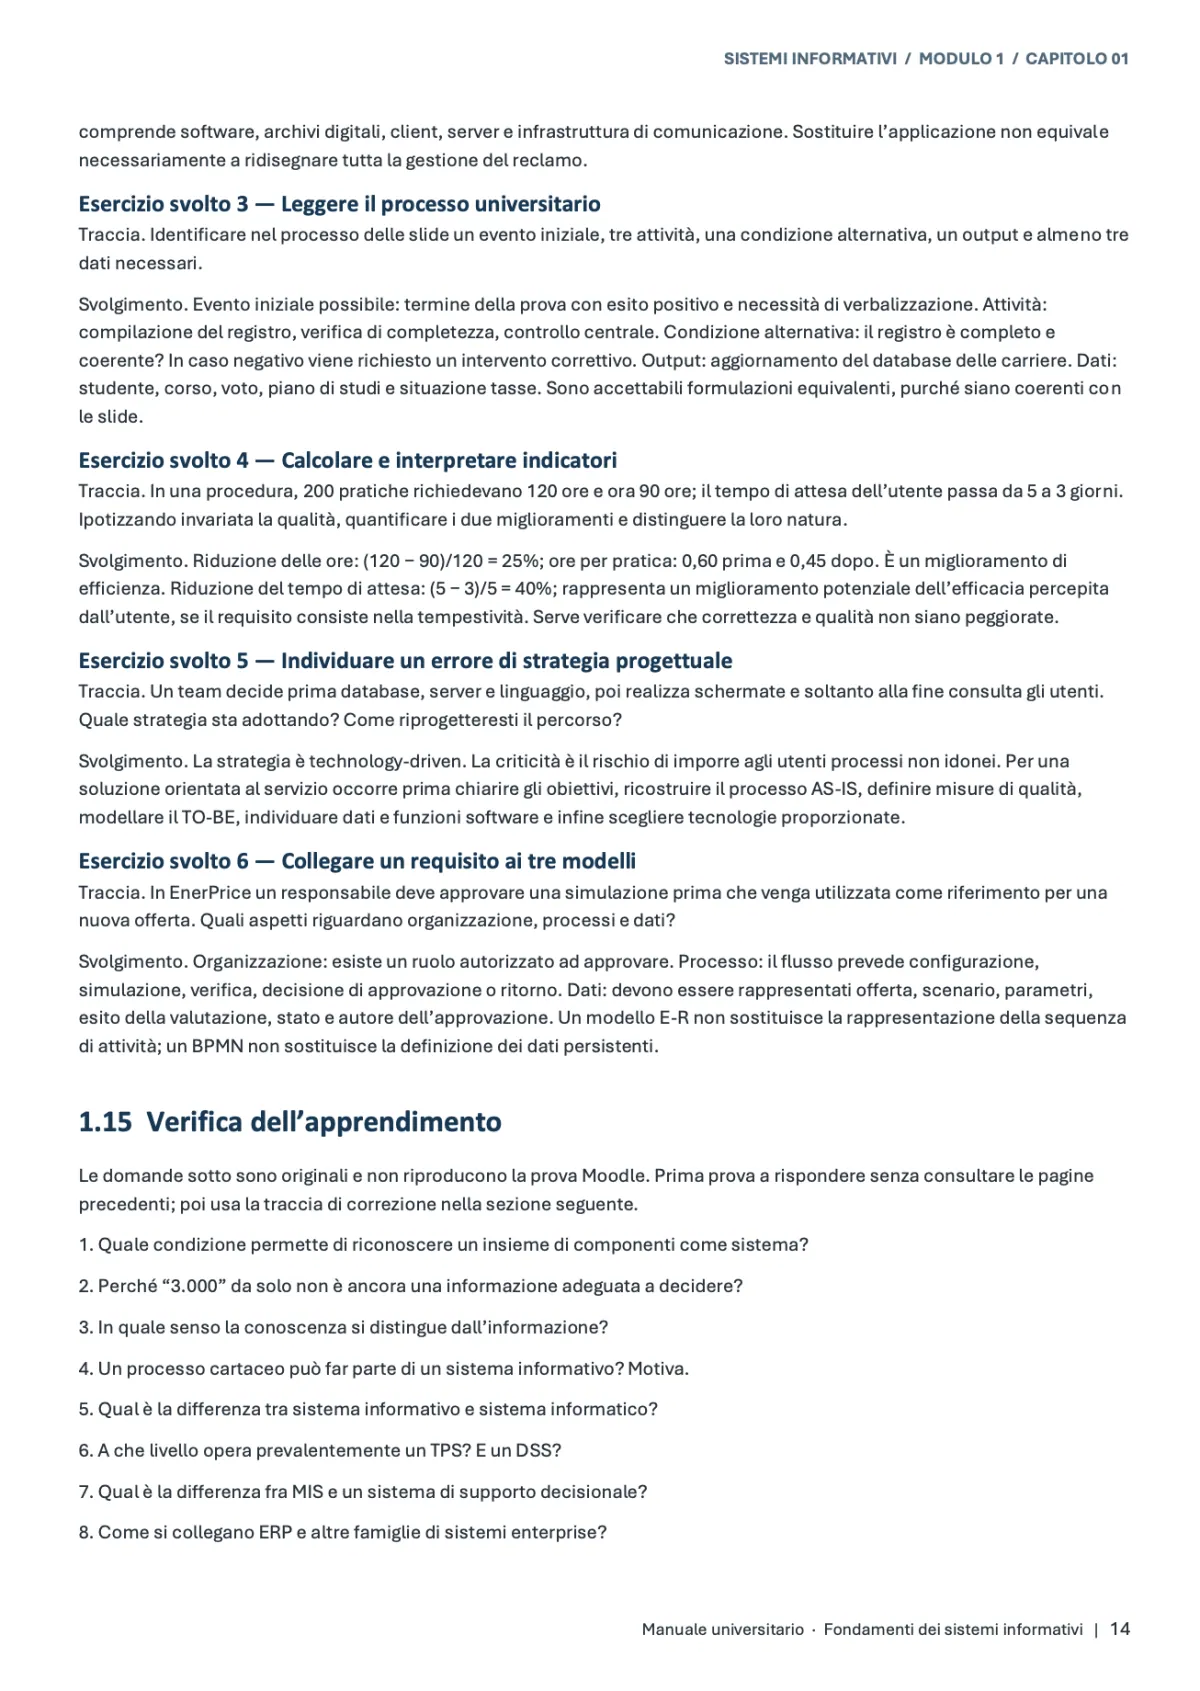 SISTEMI INFORMATIVI / MODULO 1 / CAPITOLO 01
comprende software, archivi digitali, client, server e infrastruttura di comunicazione. Sostituire l’applicazione non equivale
necessariamente a ridisegnare tutta la gestione del reclamo.
Esercizio svolto 3 — Leggere il processo universitario
Traccia. Identificare nel processo delle slide un evento iniziale, tre attività, una condizione alternativa, un output e almeno tre
dati necessari.
Svolgimento. Evento iniziale possibile: termine della prova con esito positivo e necessità di verbalizzazione. Attività:
compilazione del registro, verifica di completezza, controllo centrale. Condizione alternativa: il registro è completo e
coerente? In caso negativo viene richiesto un intervento correttivo. Output: aggiornamento del database delle carriere. Dati:
studente, corso, voto, piano di studi e situazione tasse. Sono accettabili formulazioni equivalenti, purché siano coerenti con
le slide.
Esercizio svolto 4 — Calcolare e interpretare indicatori
Traccia. In una procedura, 200 pratiche richiedevano 120 ore e ora 90 ore; il tempo di attesa dell’utente passa da 5 a 3 giorni.
Ipotizzando invariata la qualità, quantificare i due miglioramenti e distinguere la loro natura.
Svolgimento. Riduzione delle ore: (120 − 90)/120 = 25%; ore per pratica: 0,60 prima e 0,45 dopo. È un miglioramento di
efficienza. Riduzione del tempo di attesa: (5 − 3)/5 = 40%; rappresenta un miglioramento potenziale dell’efficacia percepita
dall’utente, se il requisito consiste nella tempestività. Serve verificare che correttezza e qualità non siano peggiorate.
Esercizio svolto 5 — Individuare un errore di strategia progettuale
Traccia. Un team decide prima database, server e linguaggio, poi realizza schermate e soltanto alla fine consulta gli utenti.
Quale strategia sta adottando? Come riprogetteresti il percorso?
Svolgimento. La strategia è technology-driven. La criticità è il rischio di imporre agli utenti processi non idonei. Per una
soluzione orientata al servizio occorre prima chiarire gli obiettivi, ricostruire il processo AS-IS, definire misure di qualità,
modellare il TO-BE, individuare dati e funzioni software e infine scegliere tecnologie proporzionate.
Esercizio svolto 6 — Collegare un requisito ai tre modelli
Traccia. In EnerPrice un responsabile deve approvare una simulazione prima che venga utilizzata come riferimento per una
nuova offerta. Quali aspetti riguardano organizzazione, processi e dati?
Svolgimento. Organizzazione: esiste un ruolo autorizzato ad approvare. Processo: il flusso prevede configurazione,
simulazione, verifica, decisione di approvazione o ritorno. Dati: devono essere rappresentati offerta, scenario, parametri,
esito della valutazione, stato e autore dell’approvazione. Un modello E-R non sostituisce la rappresentazione della sequenza
di attività; un BPMN non sostituisce la definizione dei dati persistenti.
1.15 Verifica dell’apprendimento
Le domande sotto sono originali e non riproducono la prova Moodle. Prima prova a rispondere senza consultare le pagine
precedenti; poi usa la traccia di correzione nella sezione seguente.
1. Quale condizione permette di riconoscere un insieme di componenti come sistema?
2. Perché “3.000” da solo non è ancora una informazione adeguata a decidere?
3. In quale senso la conoscenza si distingue dall’informazione?
4. Un processo cartaceo può far parte di un sistema informativo? Motiva.
5. Qual è la differenza tra sistema informativo e sistema informatico?
6. A che livello opera prevalentemente un TPS? E un DSS?
7. Qual è la differenza fra MIS e un sistema di supporto decisionale?
8. Come si collegano ERP e altre famiglie di sistemi enterprise?
Manuale universitario · Fondamenti dei sistemi informativi | 14